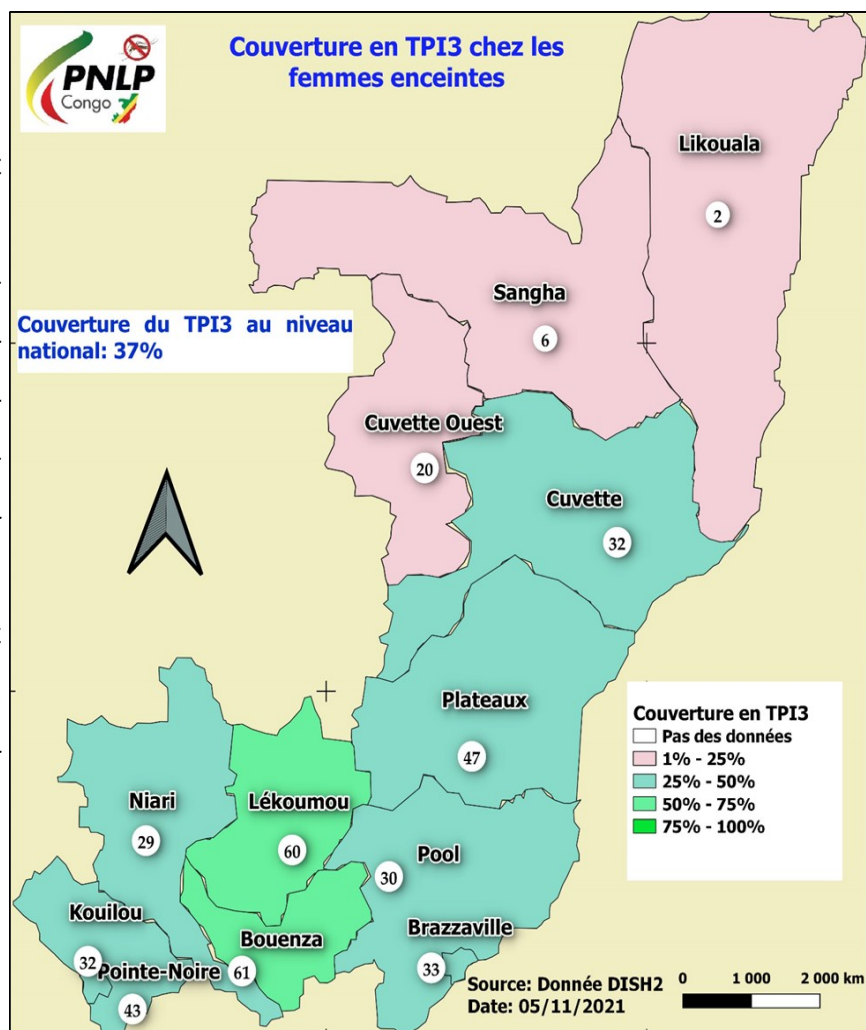 PNLP
Congo
Couverture en TPI3 chez les
femmes enceintes
Likouala
2
Sangha
6
Couverture du TPI3 au niveau
national: 37%
Cuvette Ouest
20
Cuvette
32
Plateaux
47
Couverture en TPI3
Pas des données
1% - 25%
25% - 50%
50% - 75%
75% - 100%
Niari
29
Lékoumou
60
Pool
30
Kouilou
32
Pointe-Noire
43
Bouenza
61
Brazzaville
33
Source: Donnée DISH2
Date: 05/11/2021
0 1 000 2 000 km